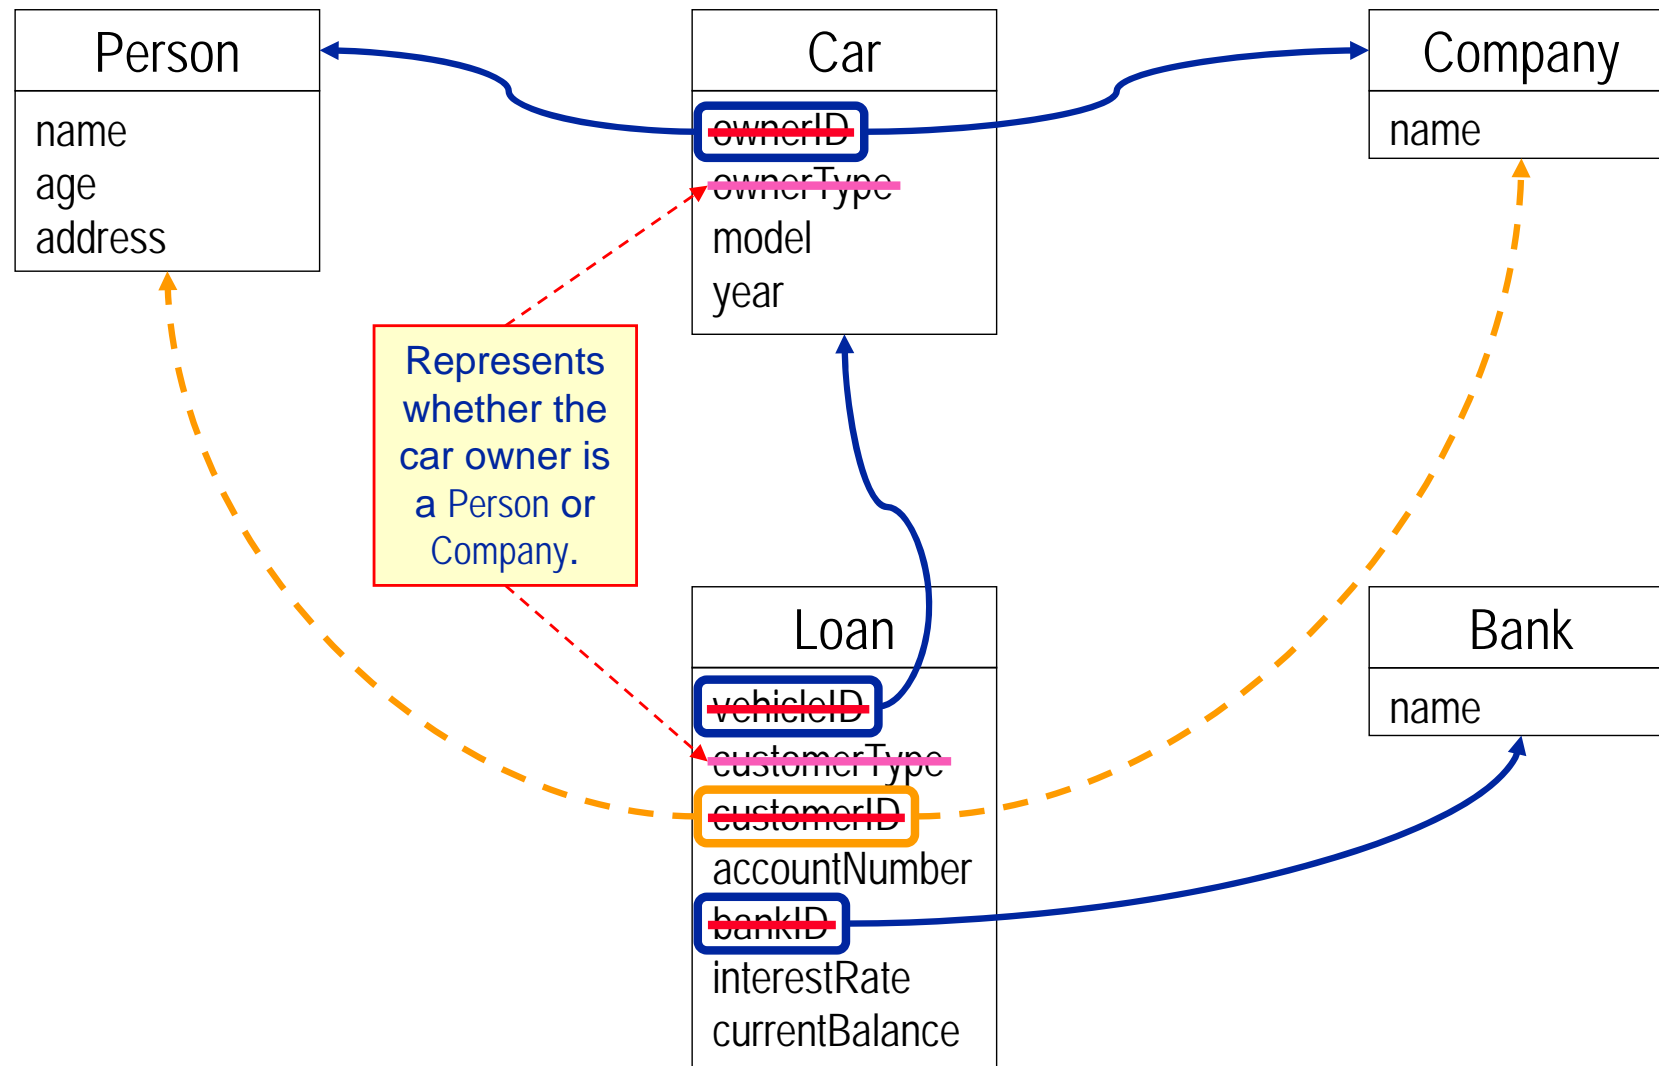 Person
name
age
address
Car
ownerID
ownerType
model
year
Company
name
Represents
whether the
car owner is
a Person or
Company.
Loan
vehicleID
customerType
customerID
accountNumber
bankID
interestRate
currentBalance
Bank
name